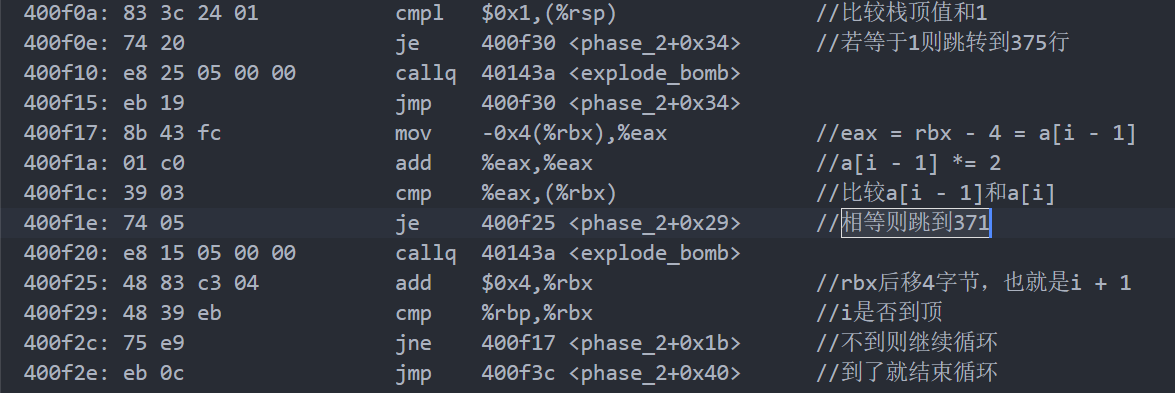 400f0a: 83 3c 24 01 cmpl $0x1,(%rsp) //比较栈顶值和1
400f0e: 74 20 je 400f30 <phase_2+0x34> //若等于1则跳转到375行
400f10: e8 25 05 00 00 callq 40143a <explode_bomb>
400f15: eb 19 jmp 400f30 <phase_2+0x34>
400f17: 8b 43 fc mov -0x4(%rbx),%eax //eax = rbx - 4 = a[i - 1]
400f1a: 01 c0 add %eax,%eax //a[i - 1] *= 2
400f1c: 39 03 cmp %eax,(%rbx) //比较a[i - 1]和a[i]
400f1e: 74 05 je 400f25 <phase_2+0x29> //相等则跳到371
400f20: e8 15 05 00 00 callq 40143a <explode_bomb>
400f25: 48 83 c3 04 add $0x4,%rbx //rbx后移4字节，也就是i + 1
400f29: 48 39 eb cmp %rbp,%rbx //i是否到顶
400f2c: 75 e9 jne 400f17 <phase_2+0x1b> //不到则继续循环
400f2e: eb 0c jmp 400f3c <phase_2+0x40> //到了就结束循环